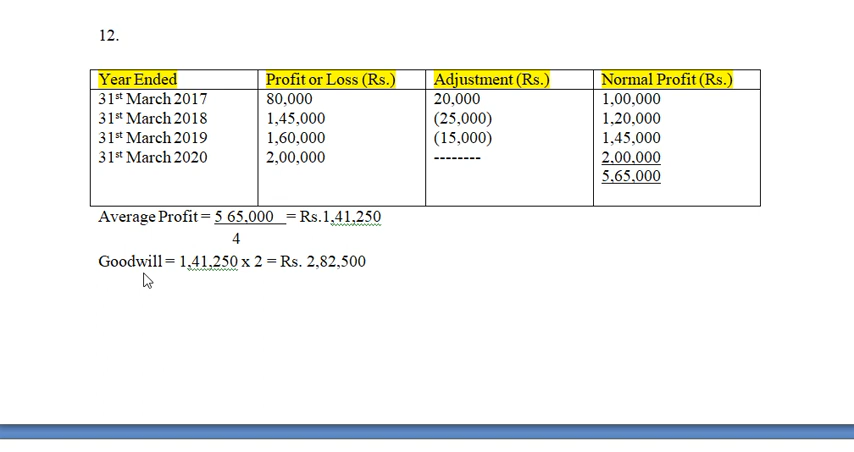 12.
Year Ended Profit or Loss (Rs.) Adjustment (Rs.) Normal Profit (Rs.)
31st March 2017 80,000 20,000 1,00,000
31st March 2018 1,45,000 (25,000) 1,20,000
31st March 2019 1,60,000 (15,000) 1,45,000
31st March 2020 2,00,000 -------- 2,00,000
5,65,000
Average Profit = 5 65,000 = Rs.1,41,250
4
Goodwill = 1,41,250 x 2 = Rs. 2,82,500